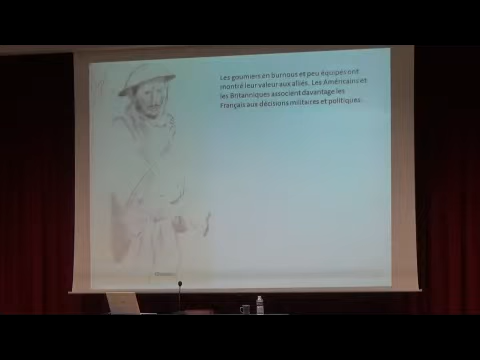 Les goumiers en burnous et peu équipés ont
montré leur valeur aux alliés. Les Américains et
les Britanniques associent davantage les
Français aux décisions militaires et politiques.